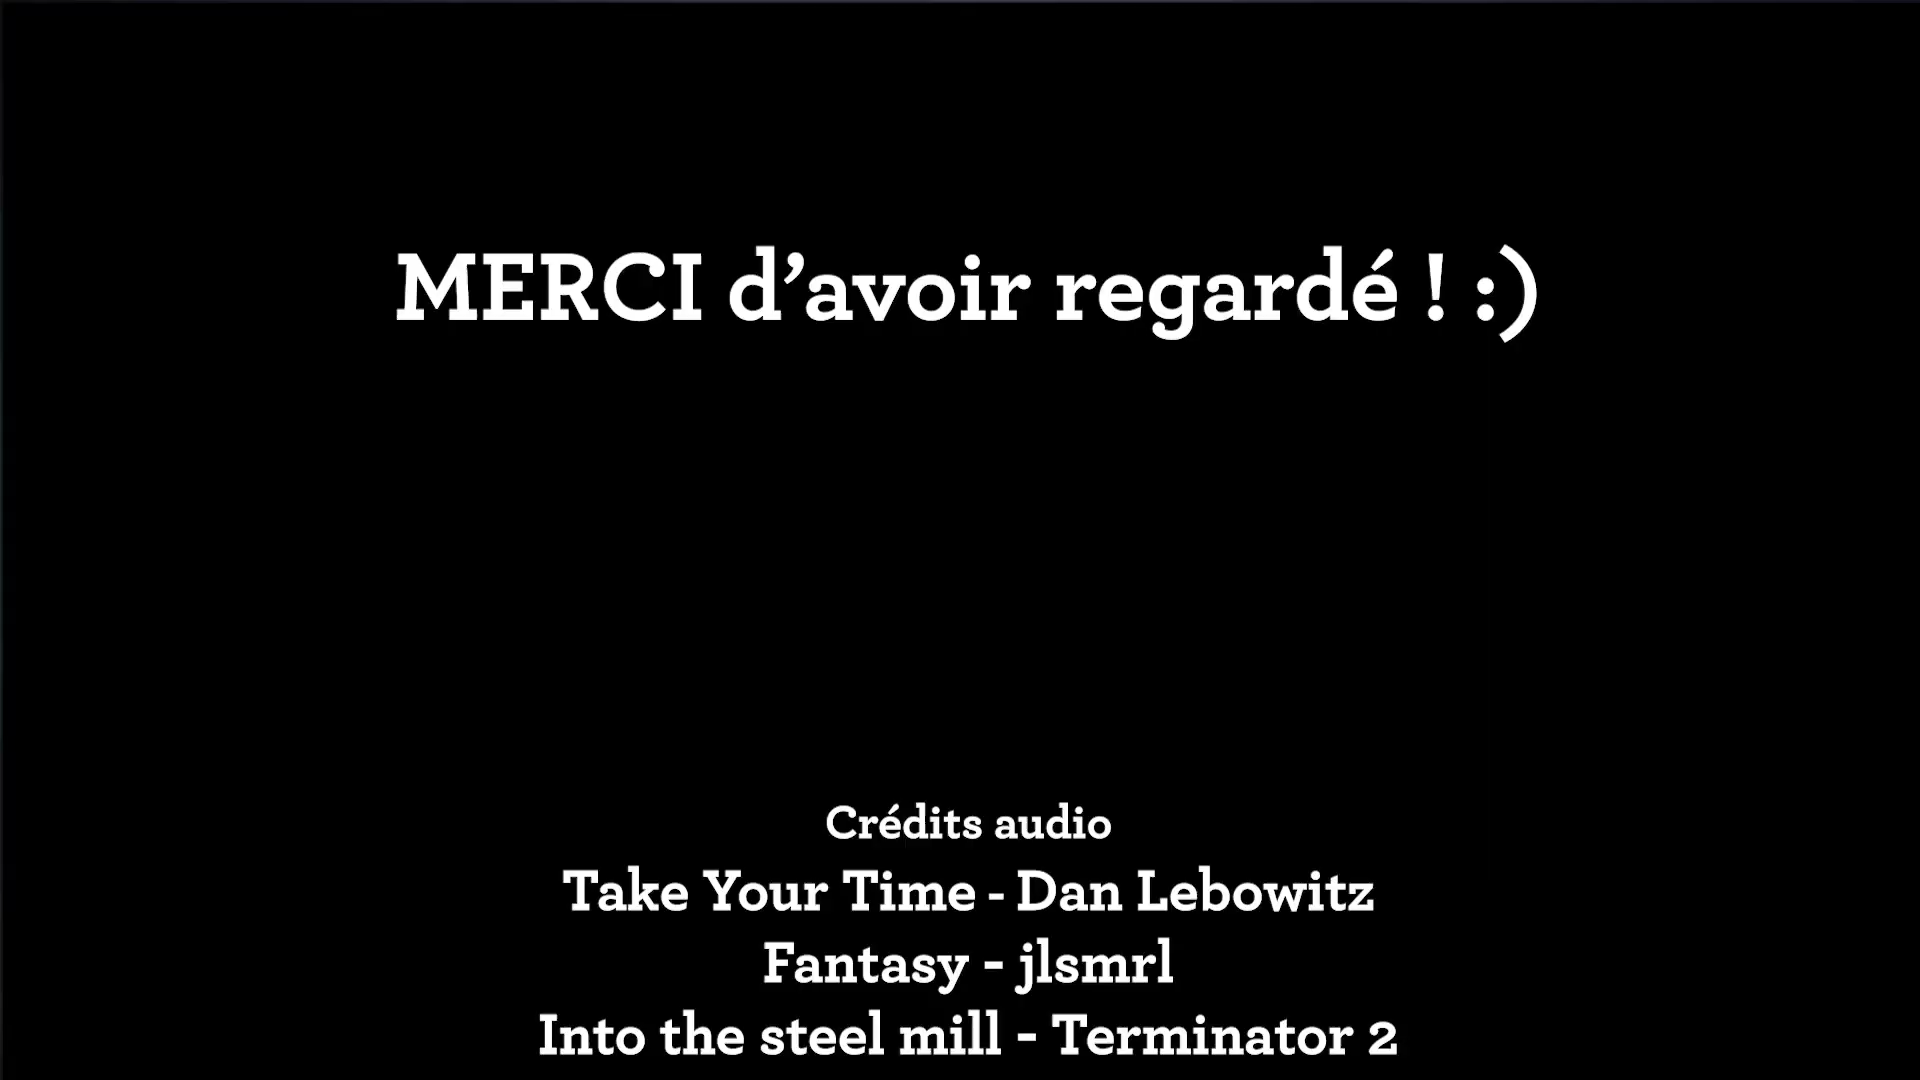 MERCI d’avoir regardé ! :)
Crédits audio
Take Your Time - Dan Lebowitz
Fantasy - jlsmrl
Into the steel mill - Terminator 2